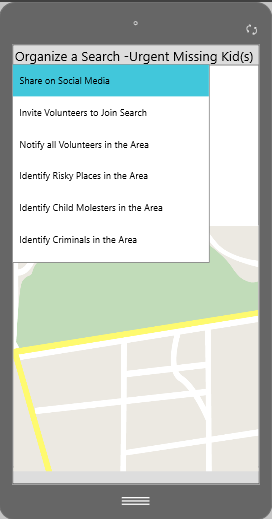 Organize a Search -Urgent Missing Kid(s)
Share on Social Media
Invite Volunteers to Join Search
Notify all Volunteers in the Area
Identify Risky Places in the Area
Identify Child Molesters in the Area
Identify Criminals in the Area